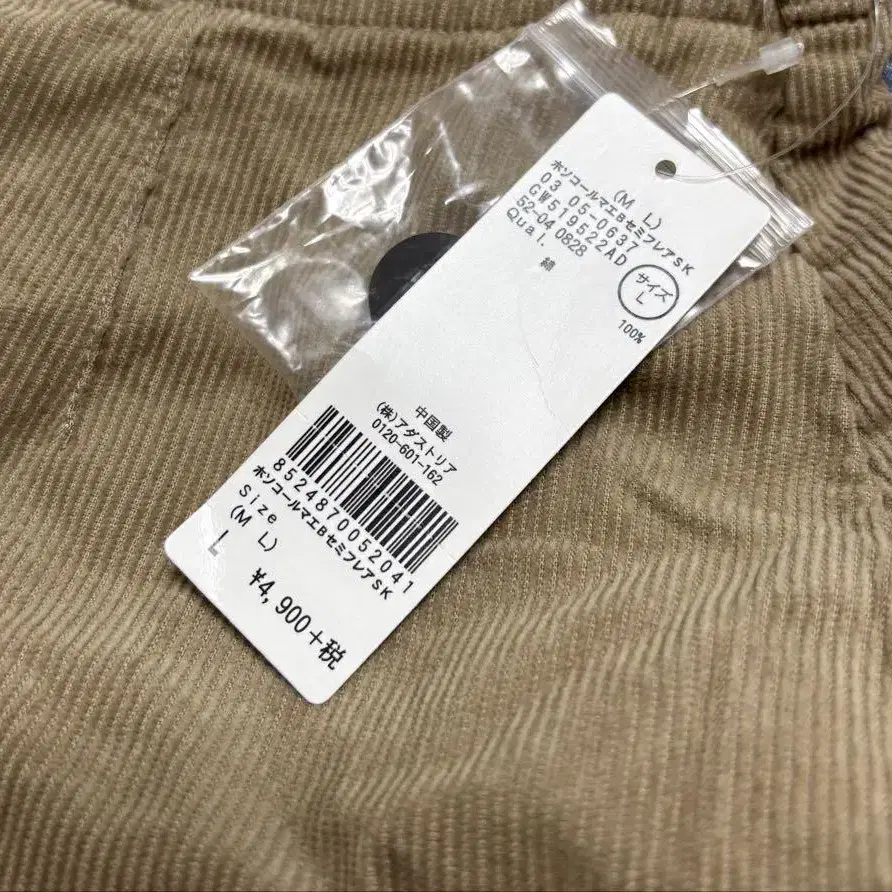 (M L)
ホソコールマエBセミフレアSK
03 05-0637
GW519522AD
52-04 0828
Qual.
サイズ
L
綿
100%
中国製
(株)アダストリア
0120-601-162
8524870052041
ホソコールマエBセミフレアSK
Size
(M L)
L
¥4,900+税